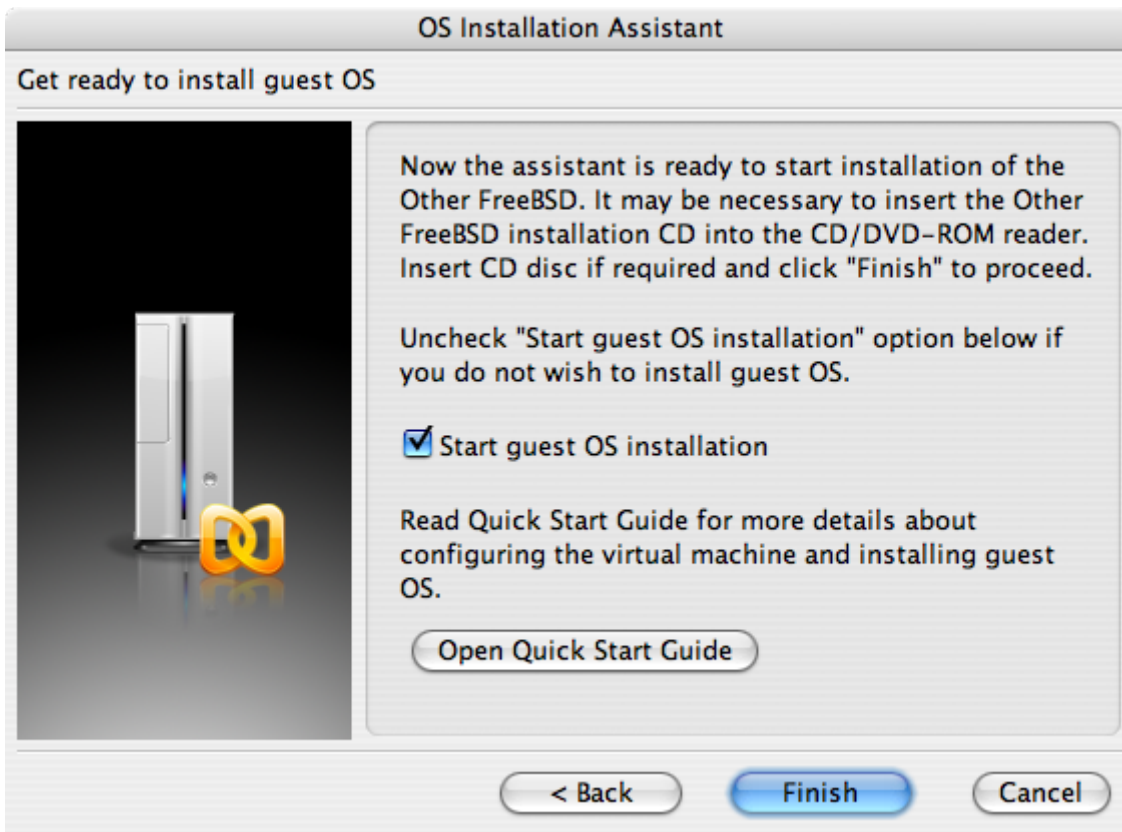 OS Installation Assistant
Get ready to install guest OS
Now the assistant is ready to start installation of the
Other FreeBSD. It may be necessary to insert the Other
FreeBSD installation CD into the CD/DVD-ROM reader.
Insert CD disc if required and click "Finish" to proceed.
Uncheck "Start guest OS installation" option below if
you do not wish to install guest OS.
Start guest OS installation
Read Quick Start Guide for more details about
configuring the virtual machine and installing guest
OS.
Open Quick Start Guide
< Back
Finish
Cancel